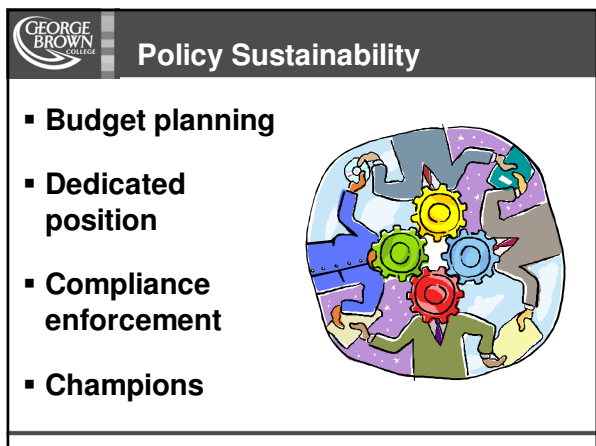 GEORGE
BROWN
COLLEGE
Policy Sustainability
▪ Budget planning
▪ Dedicated
position
▪ Compliance
enforcement
▪ Champions